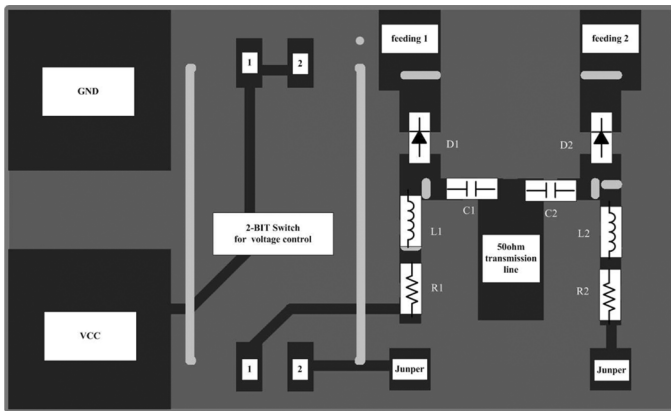 feeding 1
feeding 2
1
2
GND
D1
D2
C1
C2
2-BIT Switch
for voltage control
L1
50ohm
transmission
line
L2
R1
R2
VCC
1
2
Junper
Junper